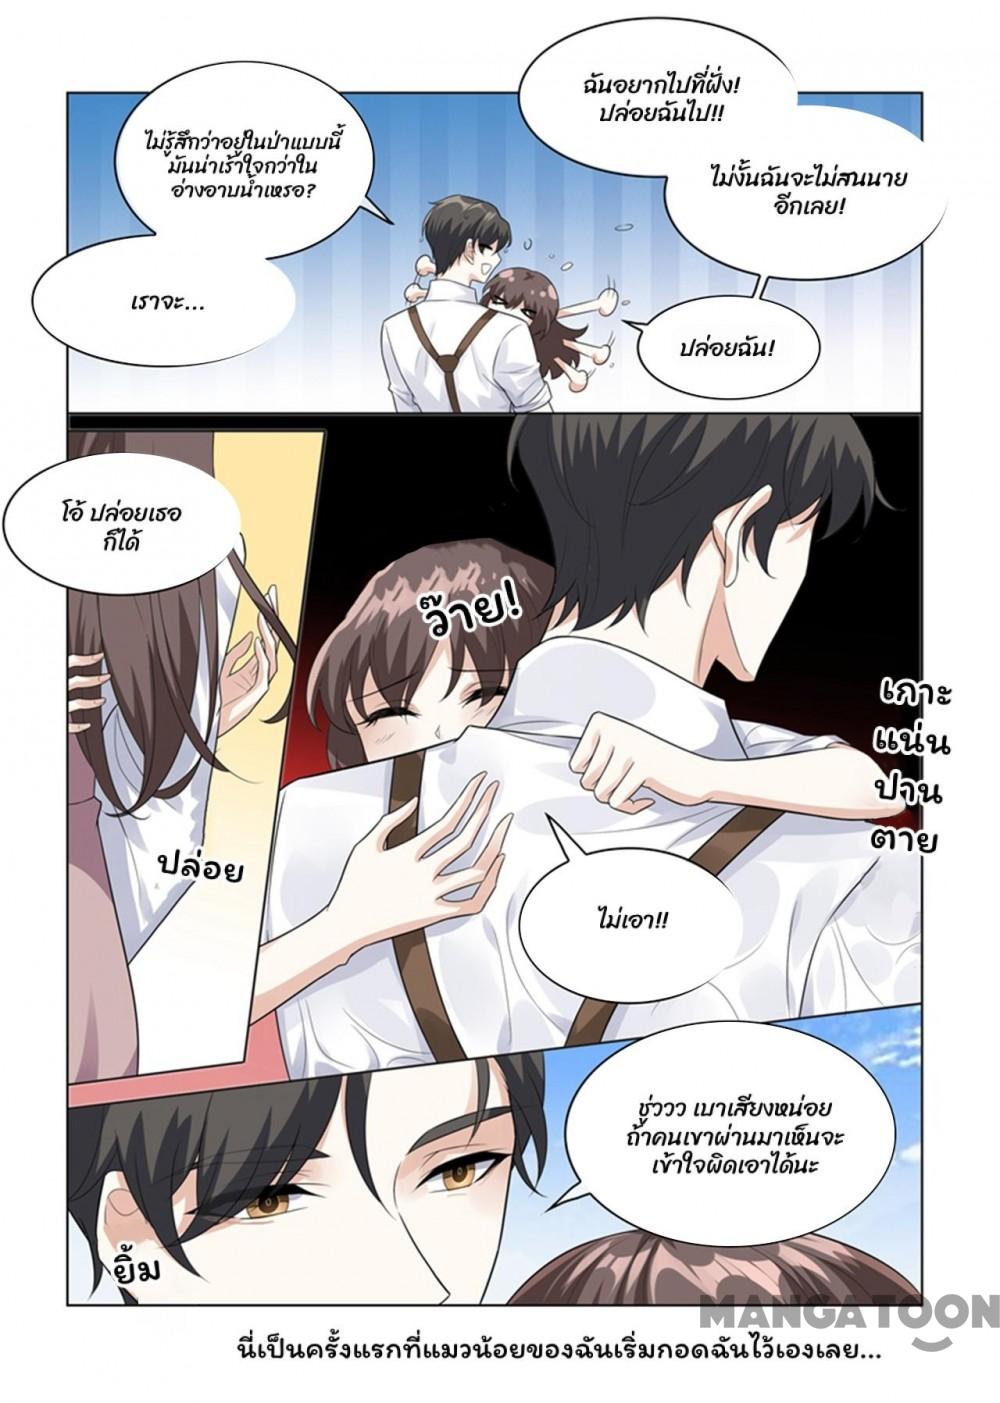 ฉันอยากไปที่ฝั่ง!
ปล่อยฉันไป!!
ไม่รู้สึกว่าอยู่ในป่าแบบนี้
มันน่าเร้าใจกว่าใน
อ่างอาบน้ำเหรอ?
ไม่งั้นฉันจะไม่สนนาย
อีกเลย!
เราจะ...
ปล่อยฉัน!
โอ้ ปล่อยเธอ
ก็ได้
ว๊าย!
เกาะ
แน่น
ปาน
ตาย
ปล่อย
ไม่เอา!!
ชู่ววว เบาเสียงหน่อย
ถ้าคนเขาผ่านมาเห็นจะ
เข้าใจผิดเอาได้นะ
ยิ้ม
MANGATOON
นี่เป็นครั้งแรกที่แมวน้อยของฉันเริ่มกอดฉันไว้เองเลย...